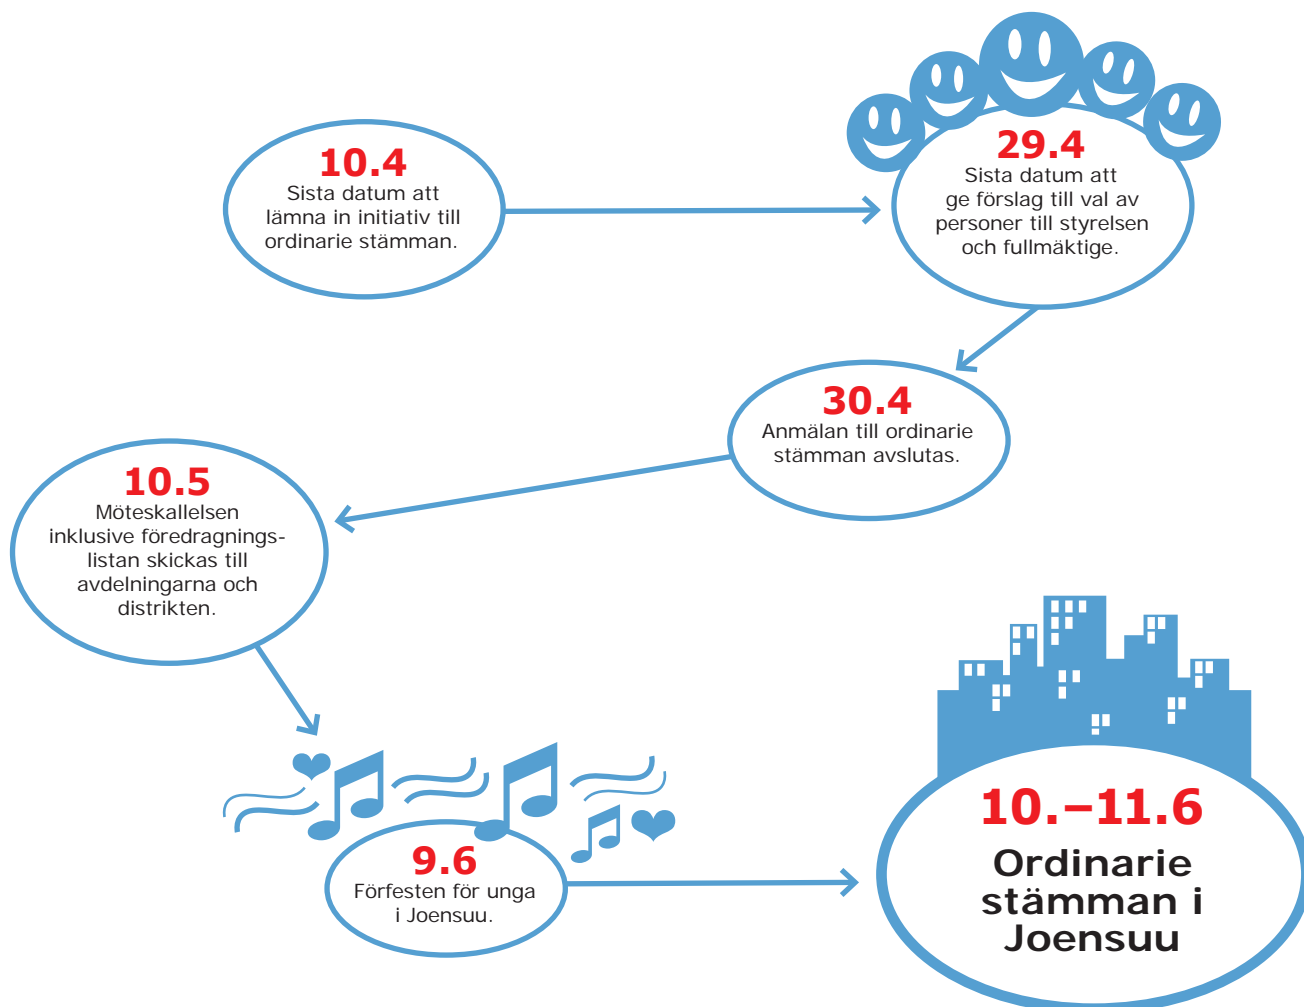 10.4
Sista datum att
lämna in initiativ till
ordinarie stämman.
29.4
Sista datum att
ge förslag till val av
personer till styrelsen
och fullmäktige.
30.4
Anmälan till ordinarie
stämman avslutas.
10.5
Möteskallelsen
inklusive föredragnings-
listan skickas till
avdelningarna och
distrikten.
9.6
Förfesten för unga
i Joensuu.
10.–11.6
Ordinarie
stämman i
Joensuu